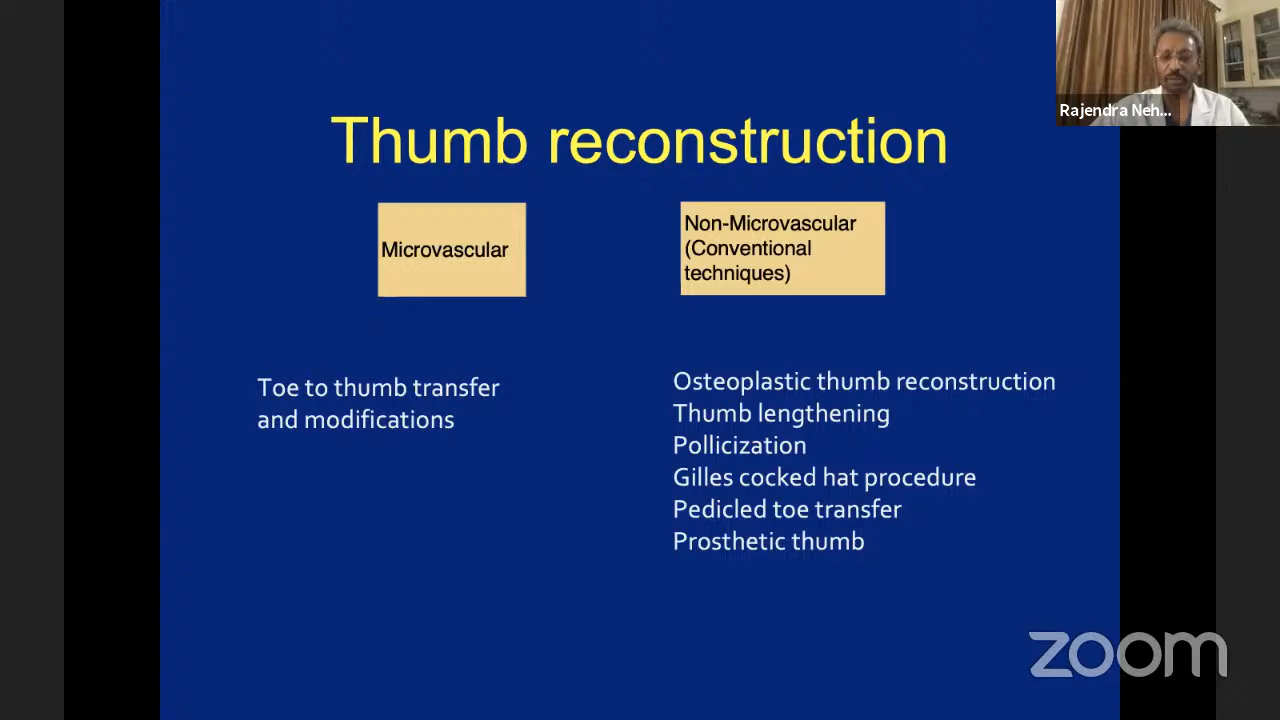 Rajendra Neh...
Thumb reconstruction
Microvascular
Non-Microvascular
(Conventional
techniques)
Toe to thumb transfer
and modifications
Osteoplastic thumb reconstruction
Thumb lengthening
Pollicization
Gilles cocked hat procedure
Pedicled toe transfer
Prosthetic thumb
zoom